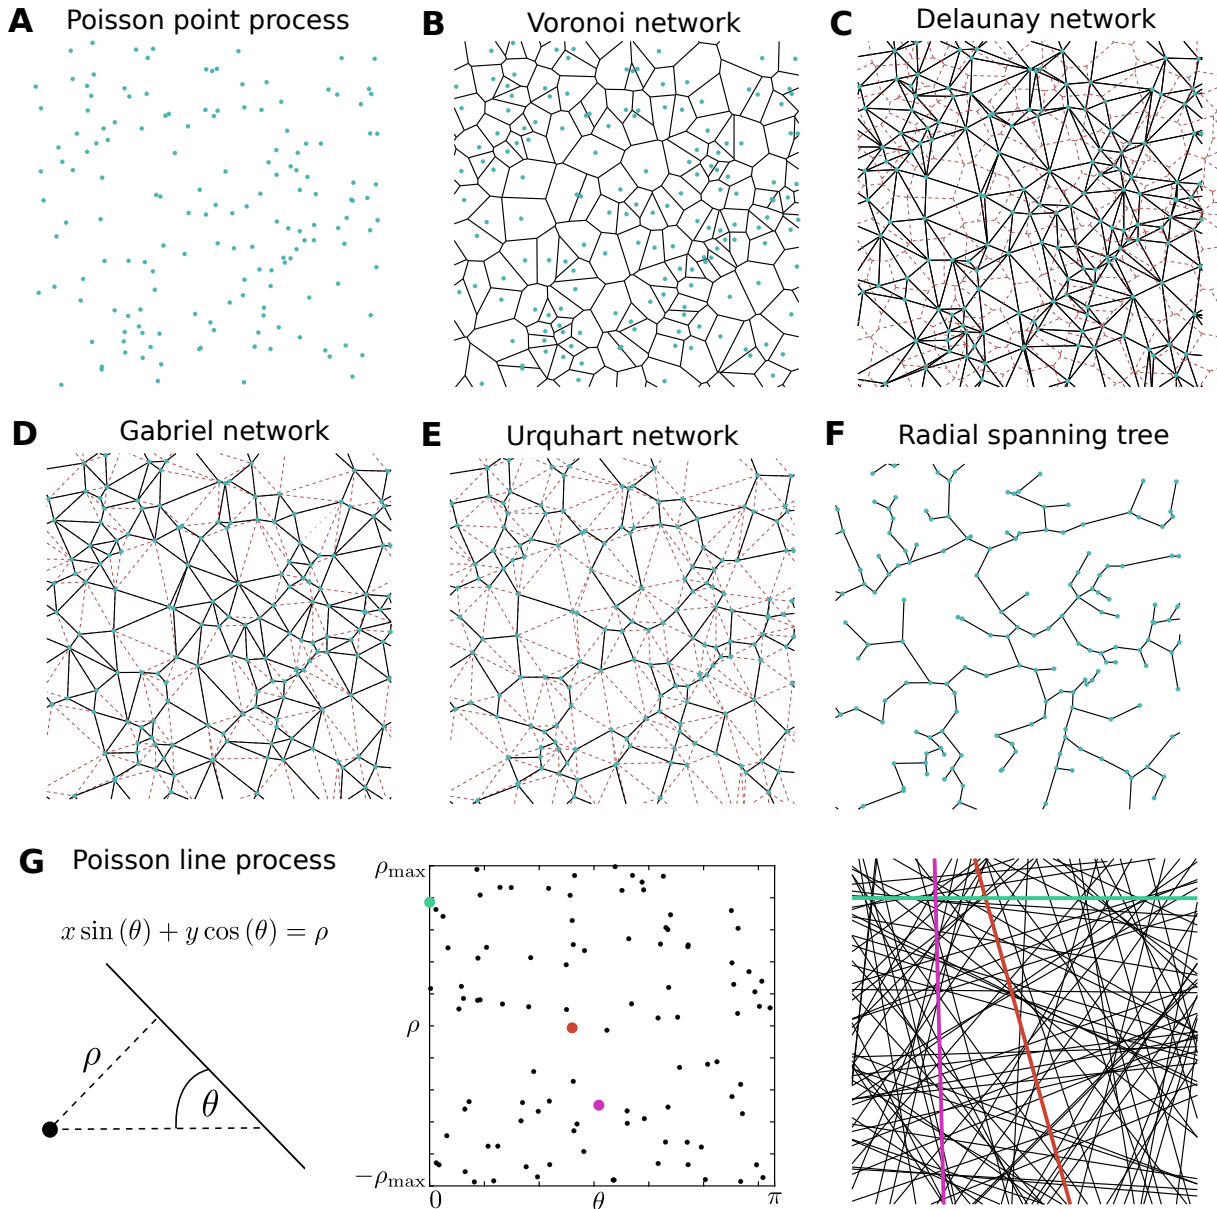 A Poisson point process
B Voronoi network
C Delaunay network
D Gabriel network
E Urquhart network
F Radial spanning tree
G Poisson line process
x sin (θ) + y cos (θ) = ρ
ρ
θ
ρmax
ρ
−ρmax
0 θ π